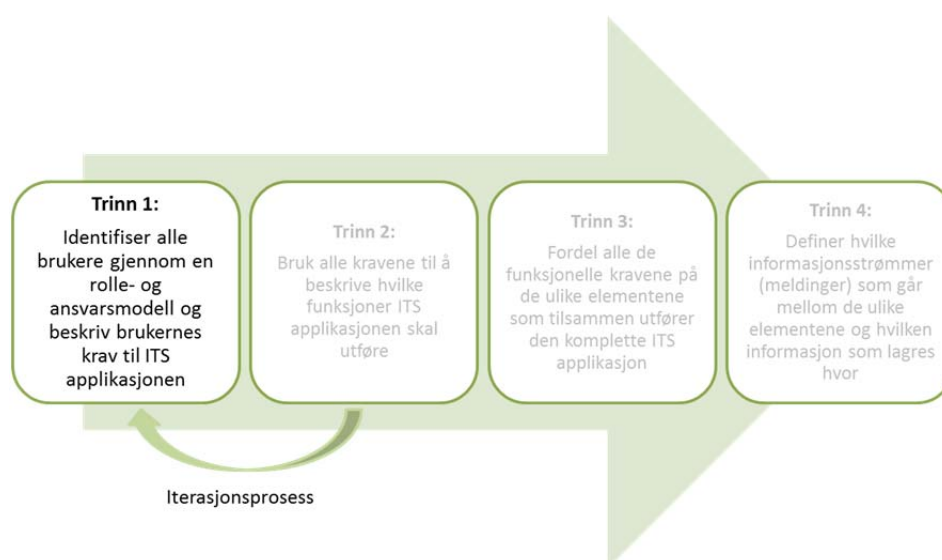 Trinn 1:
Identifiser alle
brukere gjennom en
rolle- og
ansvarsmodell og
beskriv brukernes
krav til ITS
applikasjonen
Trinn 2:
Bruk alle kravene til å
beskrive hvilke
funksjoner ITS
applikasjonen skal
utføre
Trinn 3:
Fordel alle de
funksjonelle kravene på
de ulike elementene
som tilsammen utfører
den komplette ITS
applikasjon
Trinn 4:
Definer hvilke
informasjonsstrømmer
(meldinger) som går
mellom de ulike
elementene og hvilken
informasjon som lagres
hvor
Iterasjonsprosess